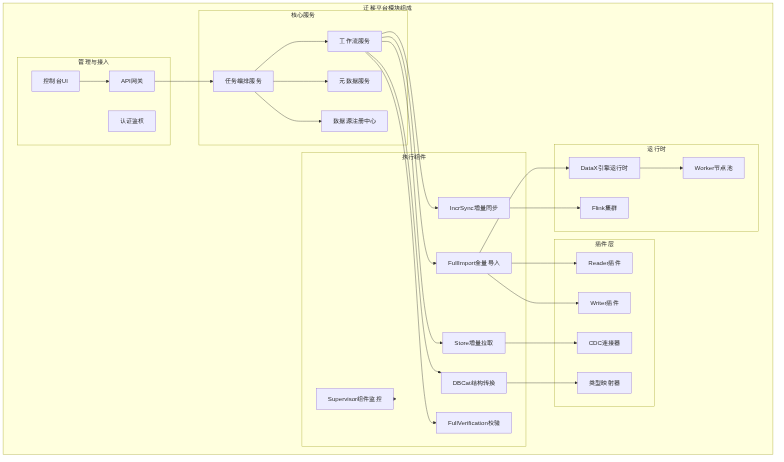 迁移平台模块组成
核心服务
管理与接入
控制台UI
API网关
认证鉴权
任务编排服务
工作流服务
元数据服务
数据源注册中心
执行组件
IncrSync增量同步
FullImport全量导入
Store增量拉取
DBCat结构转换
Supervisor组件监控
FullVerification校验
运行时
DataX引擎运行时
Worker节点池
Flink集群
插件层
Reader插件
Writer插件
CDC连接器
类型映射器